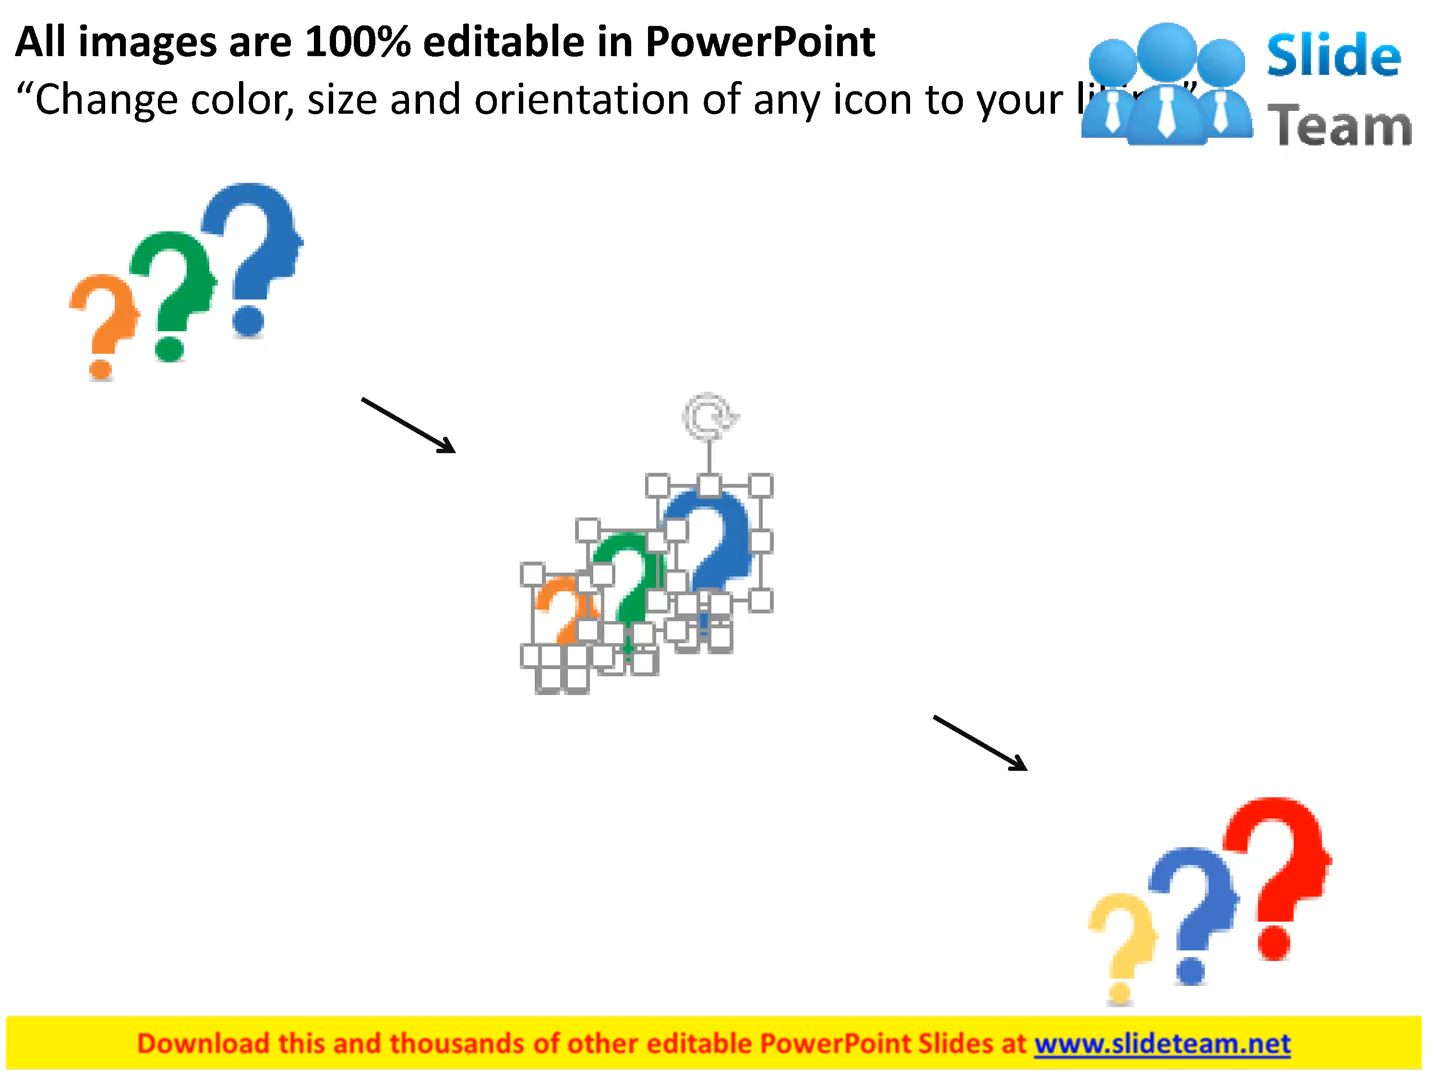 All images are 100% editable in PowerPoint
“Change color, size and orientation of any icon to your
Slide
Team
Download this and thousands of other editable PowerPoint Slides at www.slideteam.net